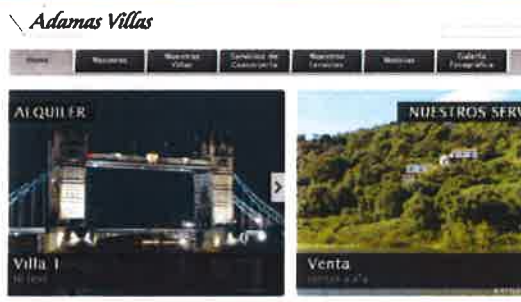 Adamas Villas
Home
Nosotros
Nuestras Villas
Servicios de Conserjería
Nuestros Servicios
Noticias
Galería Fotográfica
ALQUILER
NUESTROS SERV
Villa 1
Venta